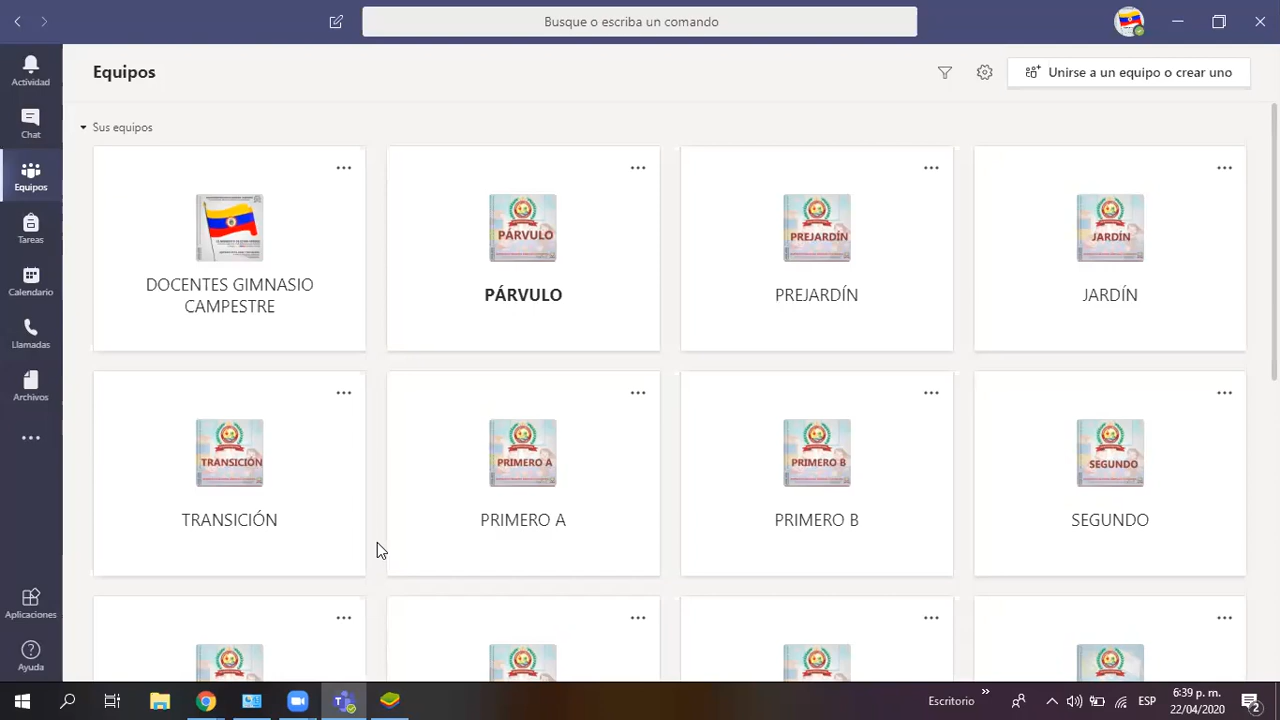 Busque o escriba un comando
Actividad
Chat
Equipos
Tareas
Calendario
Llamadas
Archivos
Aplicaciones
Ayuda
Equipos
Unirse a un equipo o crear uno
Sus equipos
DOCENTES GIMNASIO
CAMPESTRE
PÁRVULO
PÁRVULO
PREJARDÍN
PREJARDÍN
JARDÍN
JARDÍN
TRANSICIÓN
TRANSICIÓN
PRIMERO A
PRIMERO A
PRIMERO B
PRIMERO B
SEGUNDO
SEGUNDO
Escritorio
ESP
6:39 p. m.
22/04/2020
2